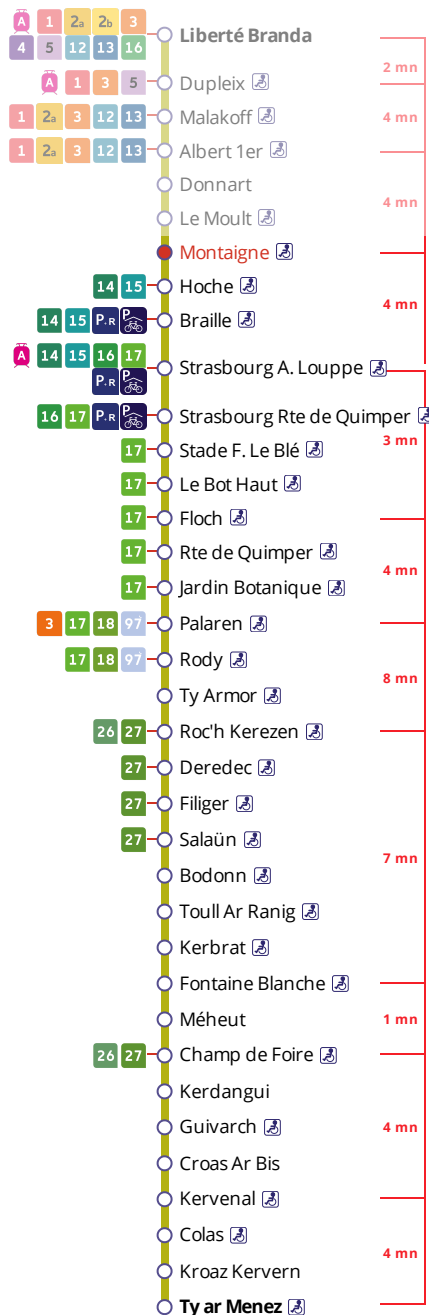 A 1 2a 2b 3
4 5 12 13 16
Liberté Branda
2 mn
A 1 3 5 Dupleix
1 2a 3 12 13 Malakoff
4 mn
1 2a 3 12 13 Albert 1er
Donnart
4 mn
Le Moult
Montaigne
14 15 Hoche
4 mn
14 15 P+R P Braille
A 14 15 16 17
P+R P
Strasbourg A. Louppe
16 17 P+R P Strasbourg Rte de Quimper
3 mn
17 Stade F. Le Blé
17 Le Bot Haut
17 Floch
17 Rte de Quimper
4 mn
17 Jardin Botanique
3 17 18 97 Palaren
17 18 97 Rody
8 mn
Ty Armor
26 27 Roc'h Kerezen
27 Deredec
27 Filiger
27 Salaün
7 mn
Bodonn
Toull Ar Ranig
Kerbrat
Fontaine Blanche
Méheut 1 mn
26 27 Champ de Foire
Kerdangui
Guivarch 4 mn
Croas Ar Bis
Kervenal
Colas
4 mn
Kroaz Kervern
Ty ar Menez